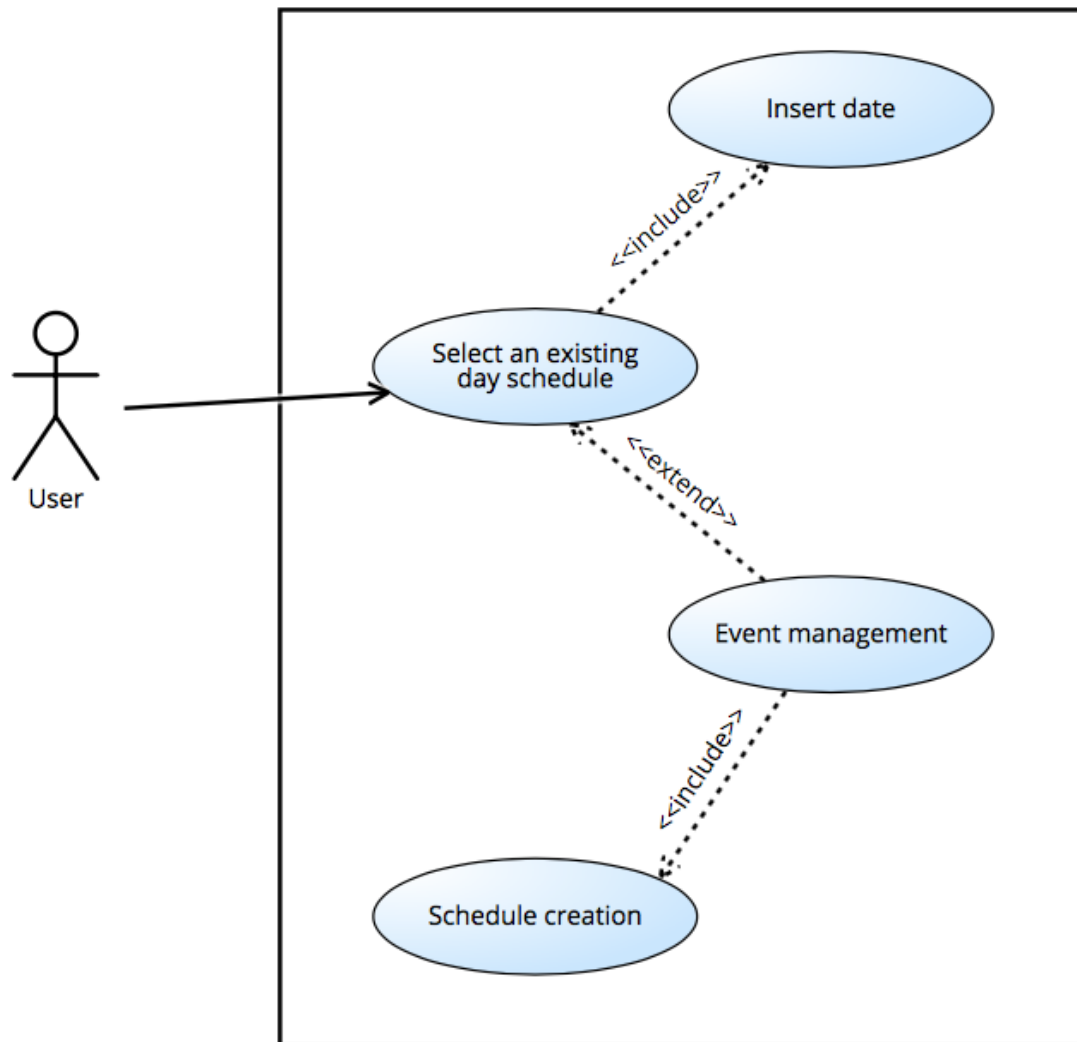 Insert date
<<include>>
Select an existing
day schedule
User
<<extend>>
Event management
<<include>>
Schedule creation